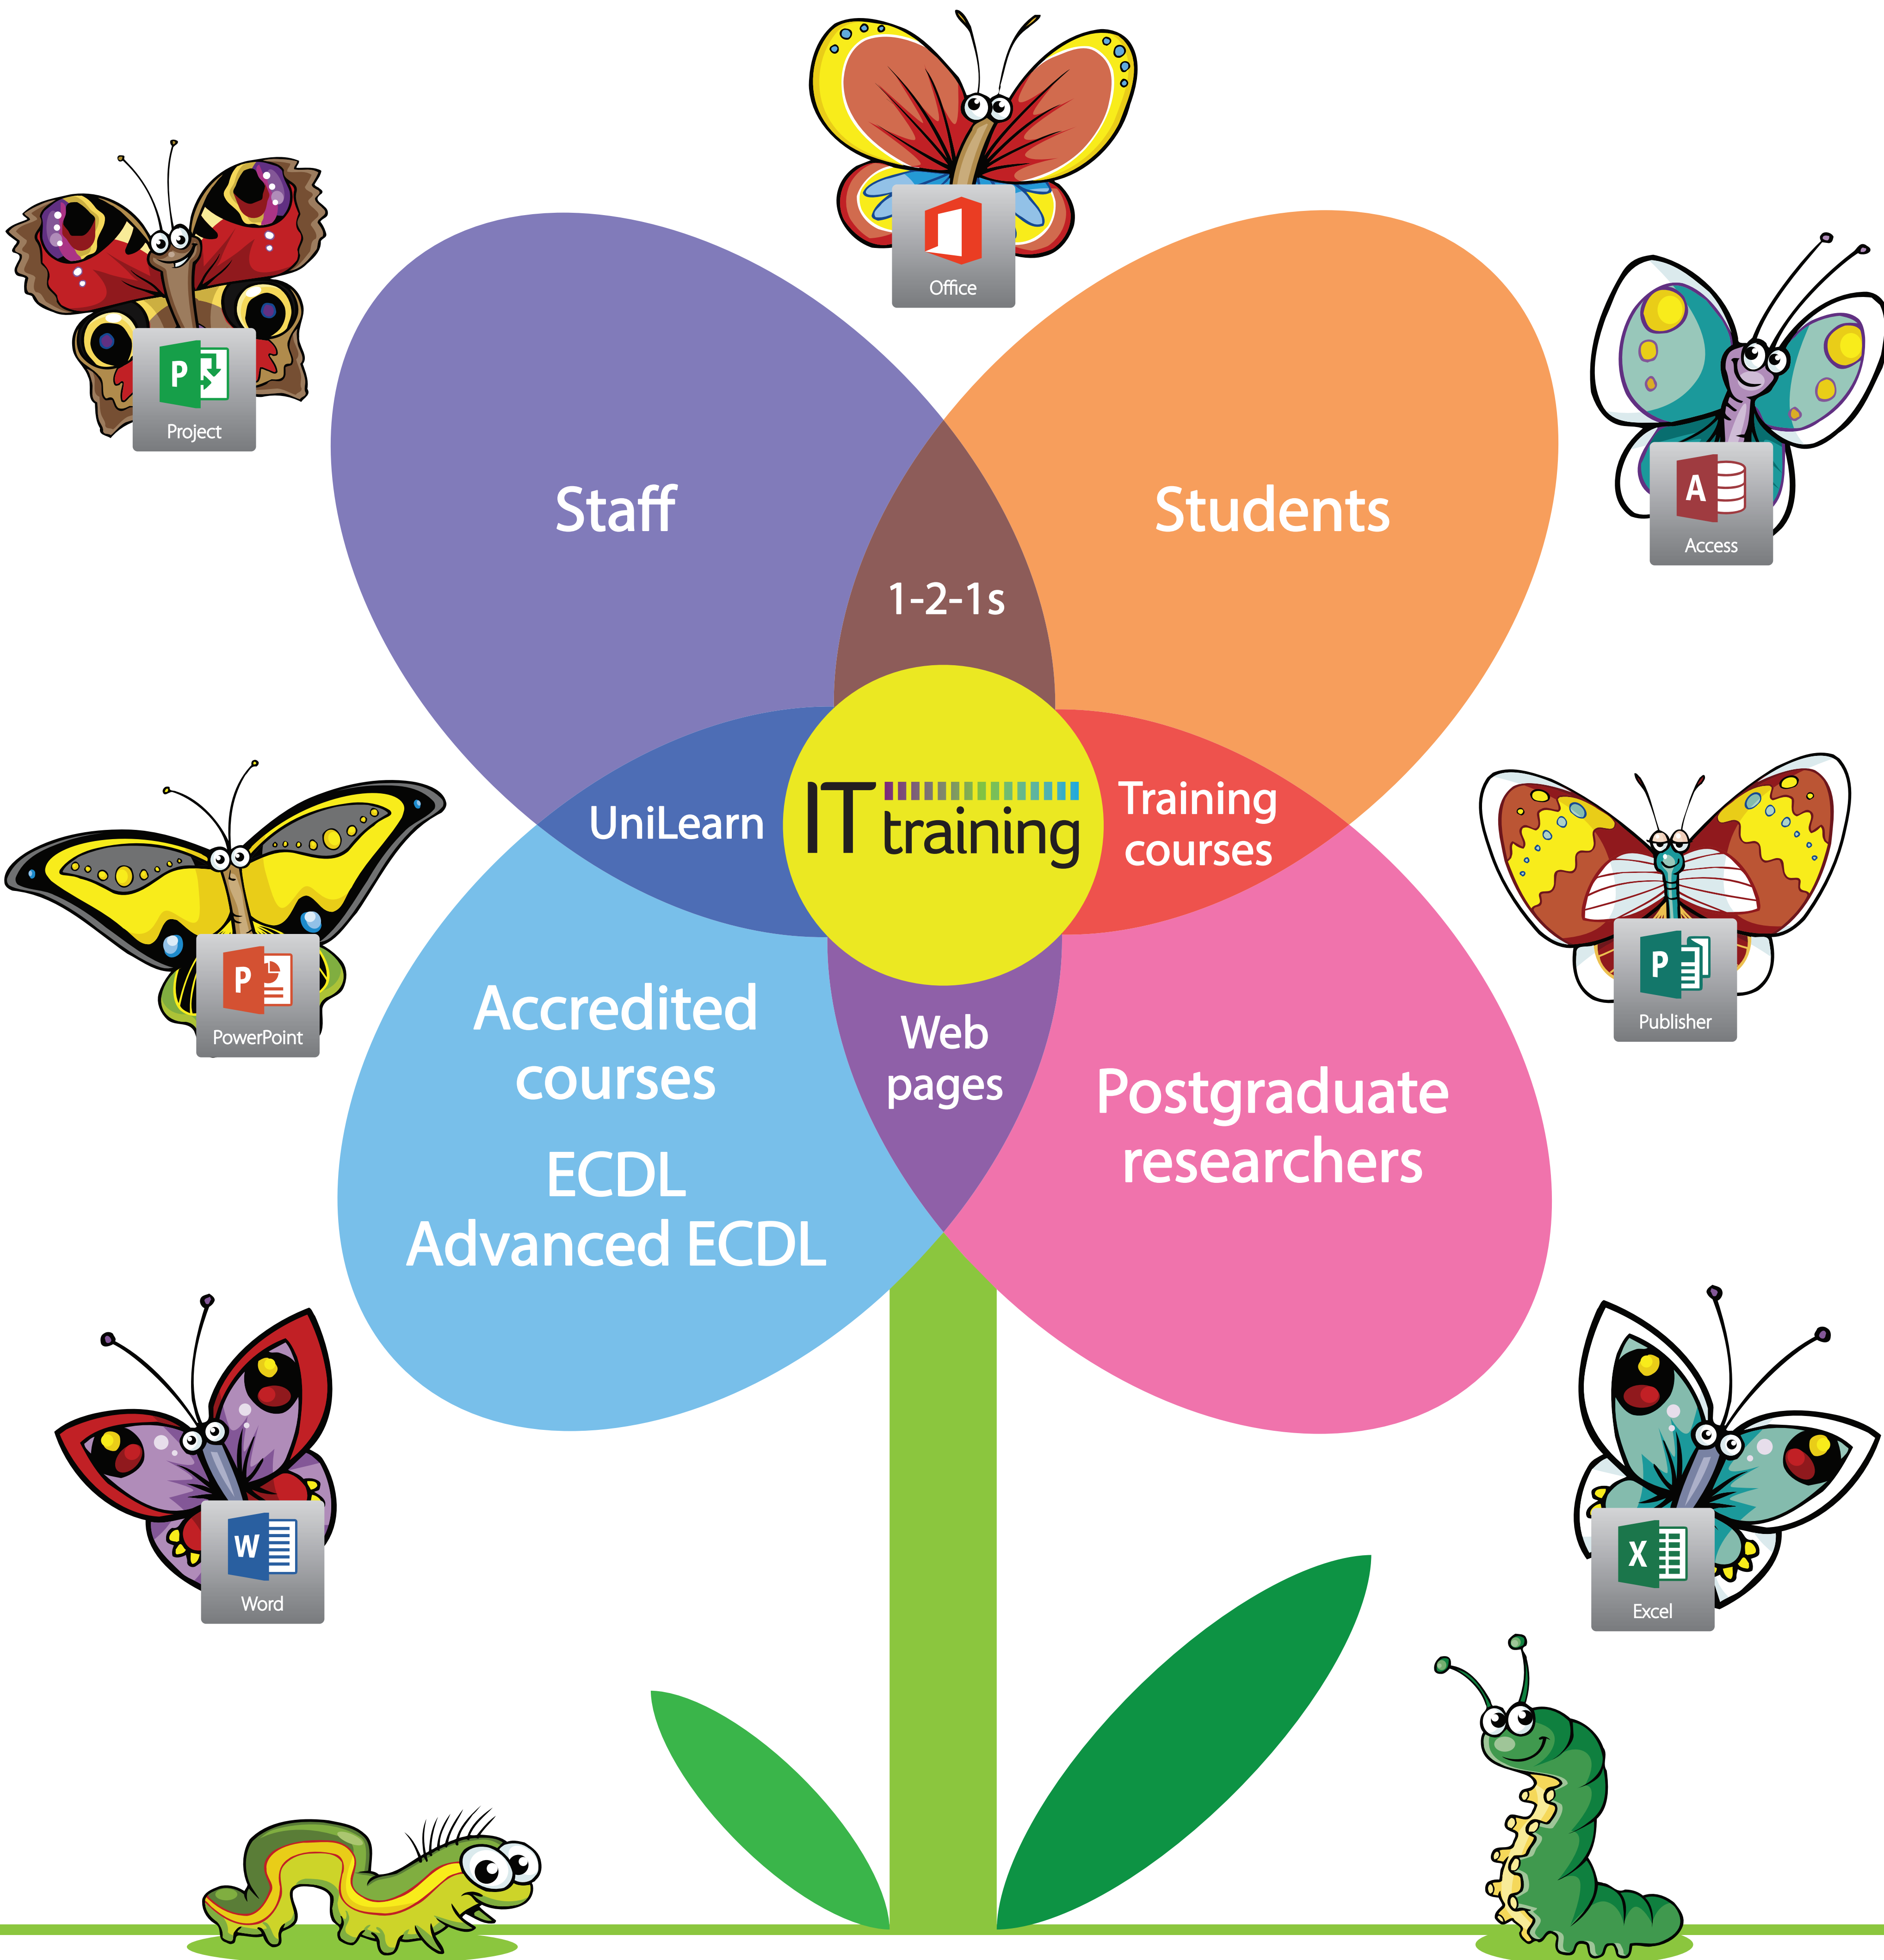 Office
P
Project
A
Access
Staff
Students
1-2-1s
UniLearn
IT training
Training
courses
P
PowerPoint
P
Publisher
Accredited
courses
ECDL
Advanced ECDL
Web
pages
Postgraduate
researchers
W
Word
X
Excel